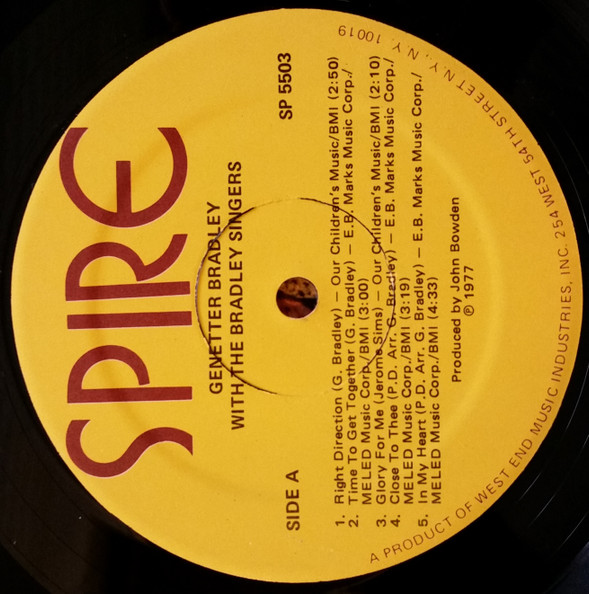 SPIRE
GENETTER BRADLEY
WITH THE BRADLEY SINGERS
SIDE A
SP 5503
1. Right Direction (G. Bradley) — Our Children's Music/BMI (2:50)
2. Time To Get Together (G. Bradley) — E.B. Marks Music Corp./
MELED Music Corp./BMI (3:00)
3. Glory For Me (Jerome Sims) — Our Children's Music/BMI (2:10)
4. Close To Thee (P.D. Arr. G. Bradley) — E.B. Marks Music Corp./
MELED Music Corp./BMI (3:19)
5. In My Heart (P.D. Arr. G. Bradley) — E.B. Marks Music Corp./
MELED Music Corp./BMI (4:33)
Produced by John Bowden
℗ 1977
A PRODUCT OF WEST END MUSIC INDUSTRIES, INC. 254 WEST 54TH STREET N.Y., N.Y. 10019